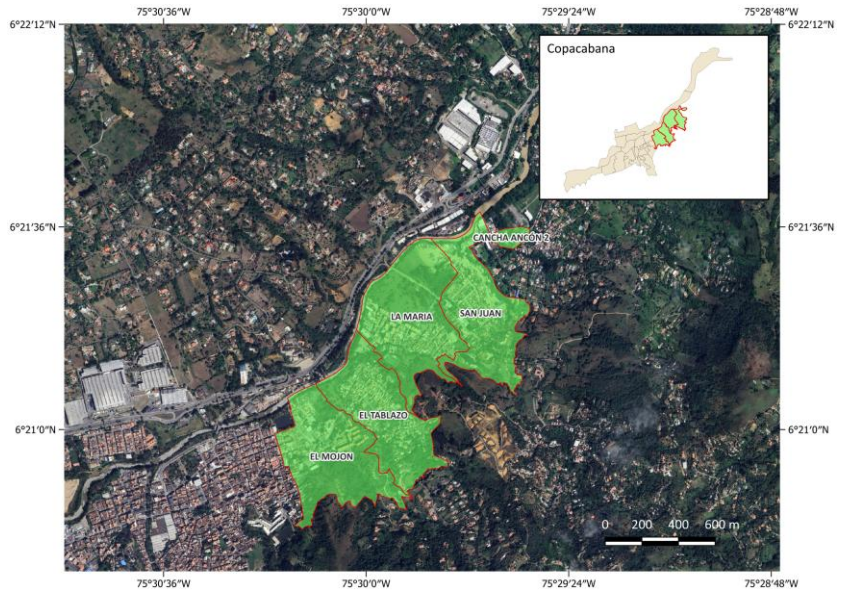 75°30'36"W 75°30'0"W 75°29'24"W 75°28'48"W
6°22'12"N 6°22'12"N
Copacabana
6°21'36"N 6°21'36"N
CANCHA ANCÓN 2
LA MARIA
SAN JUAN
EL TABLAZO
6°21'0"N 6°21'0"N
EL MOJON
0 200 400 600 m
75°30'36"W 75°30'0"W 75°29'24"W 75°28'48"W